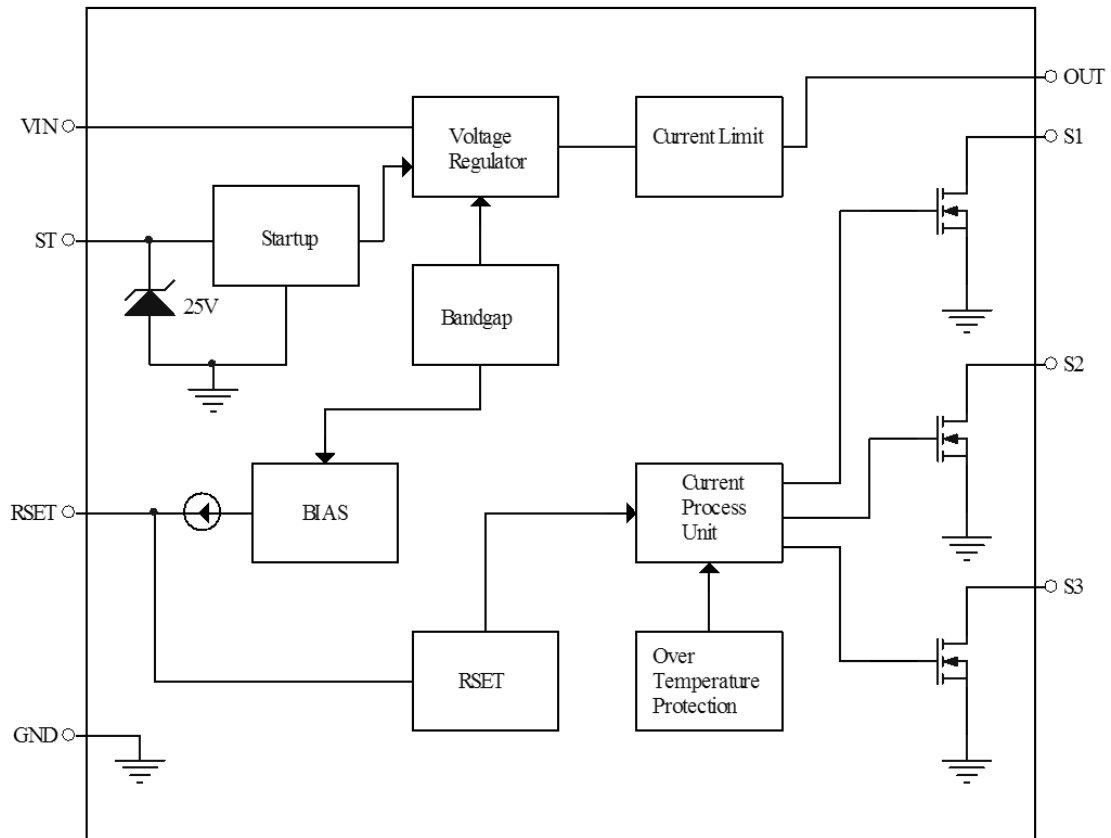 OUT
VIN
Voltage
Regulator
Current Limit
S1
ST
Startup
25V
Bandgap
S2
RSET
BIAS
Current
Process
Unit
S3
RSET
Over
Temperature
Protection
GND